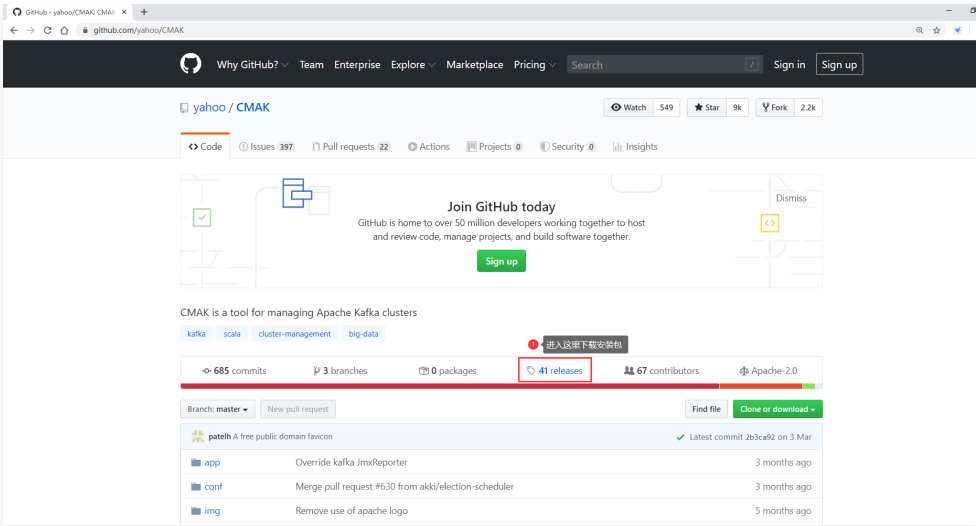 GitHub - yahoo/CMAK: CMAK
github.com/yahoo/CMAK
Why GitHub? Team Enterprise Explore Marketplace Pricing Search / Sign in Sign up
yahoo / CMAK Watch 549 Star 9k Fork 2.2k
Code Issues 397 Pull requests 22 Actions Projects 0 Security 0 Insights
Dismiss
Join GitHub today
GitHub is home to over 50 million developers working together to host
and review code, manage projects, and build software together.
Sign up
CMAK is a tool for managing Apache Kafka clusters
kafka scala cluster-management big-data
1 进入这里下载安装包
685 commits 3 branches 0 packages 41 releases 67 contributors Apache-2.0
Branch: master New pull request Find file Clone or download
patelh A free public domain favicon Latest commit 2b3ca92 on 3 Mar
app Override kafka JmxReporter 3 months ago
conf Merge pull request #630 from akki/election-scheduler 3 months ago
img Remove use of apache logo 5 months ago